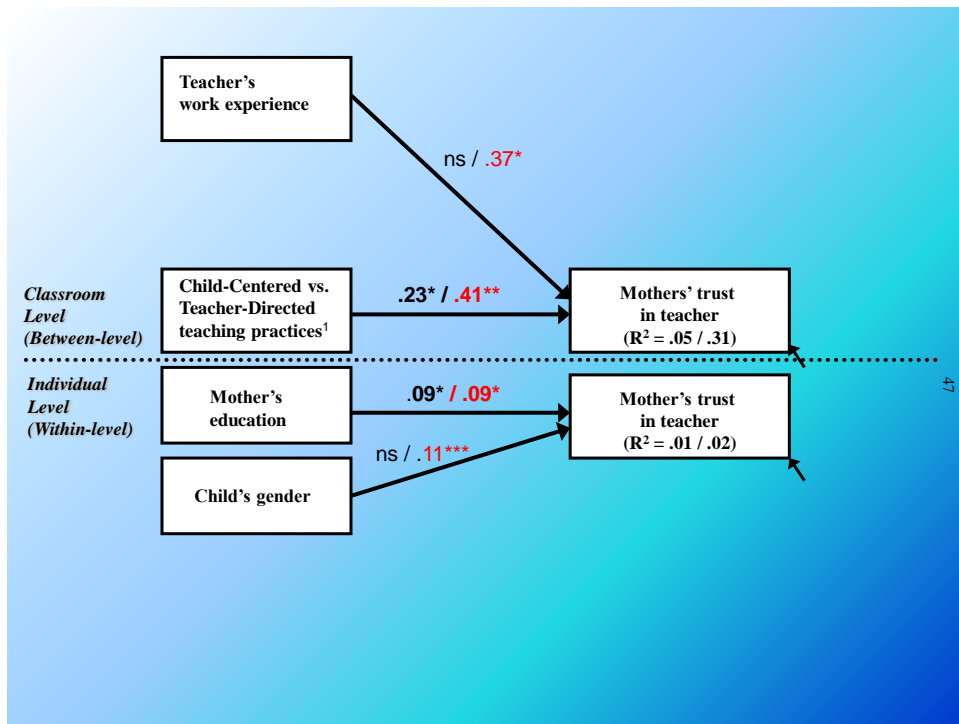 Teacher's
work experience
ns / .37*
Classroom
Level
(Between-level)
Child-Centered vs.
Teacher-Directed
teaching practices¹
.23* / .41**
Mothers' trust
in teacher
(R² = .05 / .31)
Individual
Level
(Within-level)
Mother's
education
.09* / .09*
Mother's trust
in teacher
(R² = .01 / .02)
ns / .11***
Child's gender
47